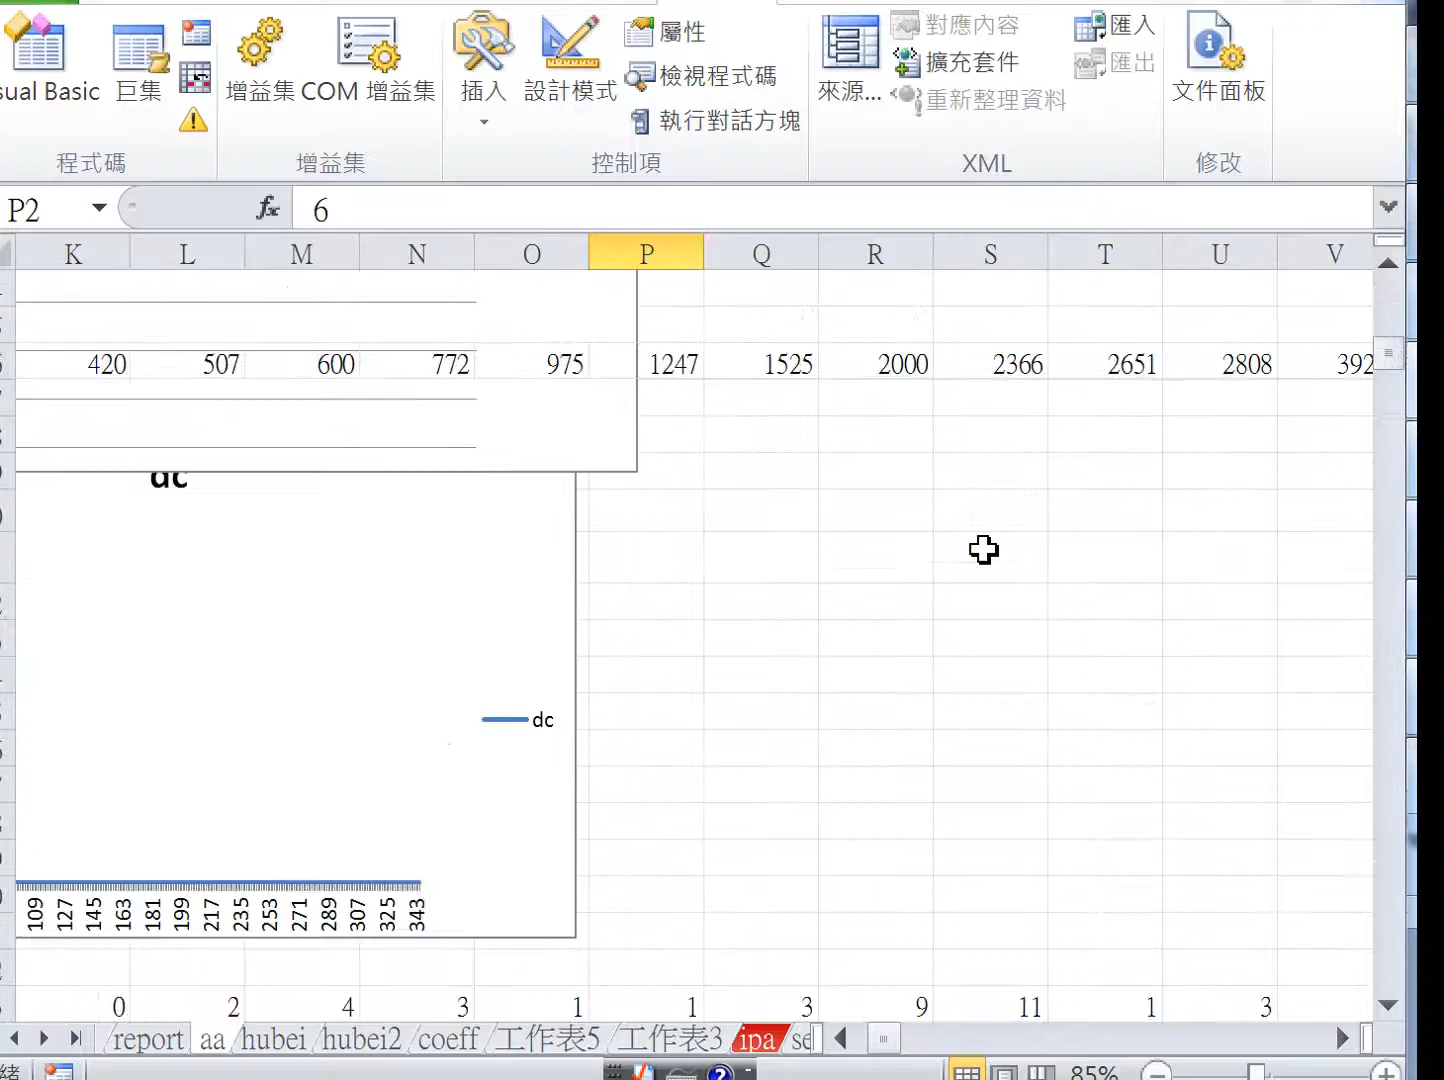 sual Basic 巨集 增益集 COM 增益集 插入 設計模式 屬性 檢視程式碼 執行對話方塊 來源... 對應內容 擴充套件 重新整理資料 匯入 匯出 文件面板
程式碼 增益集 控制項 XML 修改
P2 fx 6
K L M N O P Q R S T U V
420 507 600 772 975 1247 1525 2000 2366 2651 2808 392
dc
dc
109 127 145 163 181 199 217 235 253 271 289 307 325 343
0 2 4 3 1 1 3 9 11 1 3
report aa hubei hubei2 coeff 工作表5 工作表3 ipa se
緒 85%